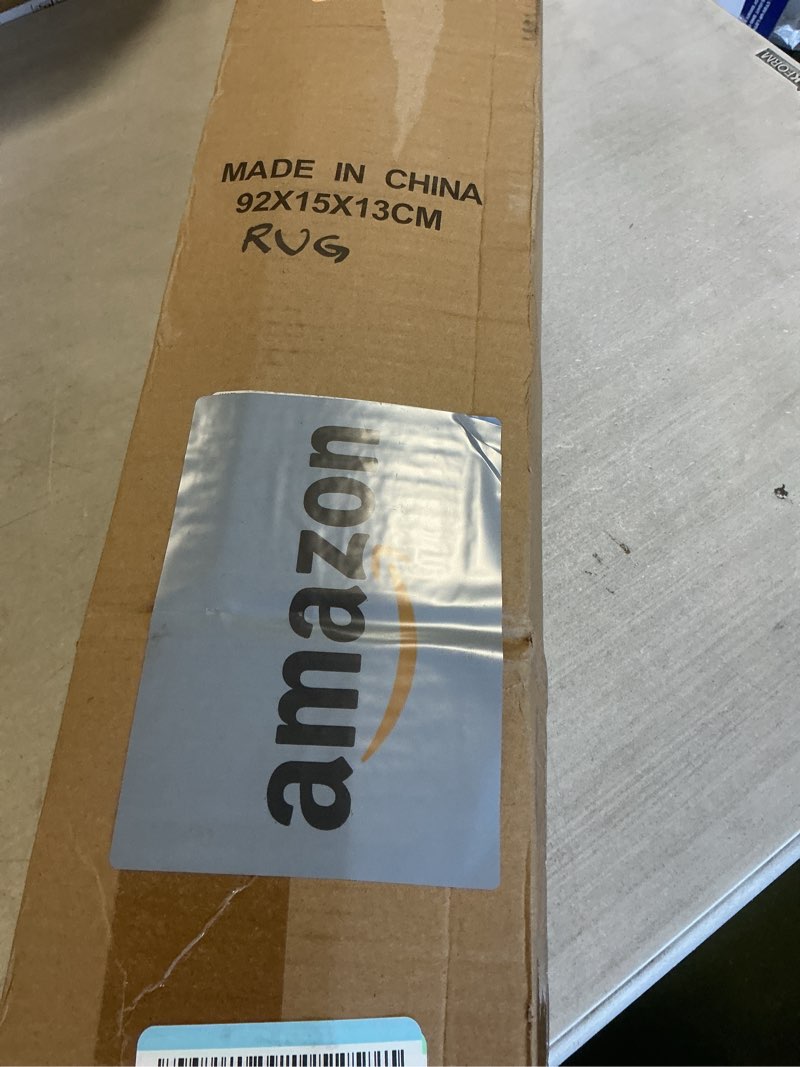 MADE IN CHINA
92X15X13CM
RUG
amazon